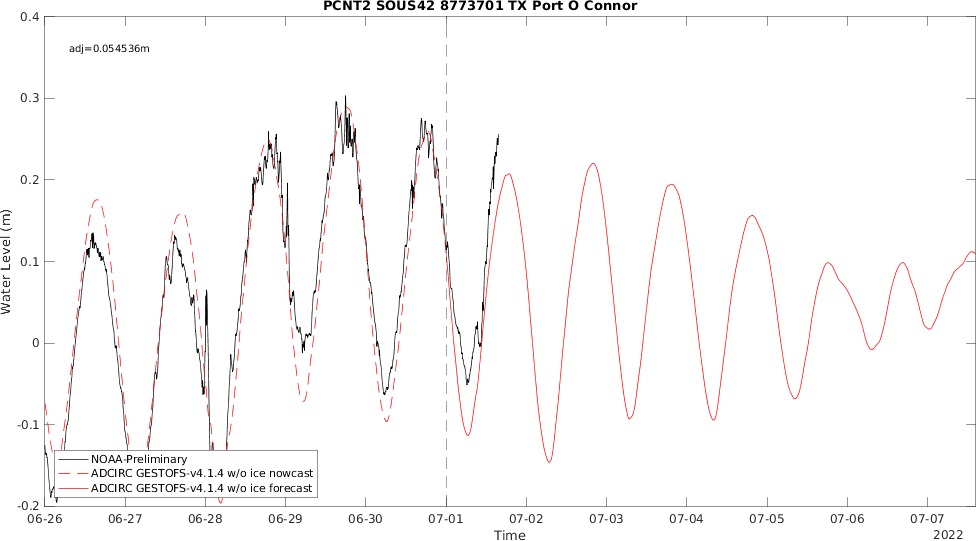 PCNT2 SOUS42 8773701 TX Port O Connor
adj=0.054536m
0.4
0.3
0.2
0.1
0
-0.1
-0.2
Water Level (m)
NOAA-Preliminary
ADCIRC GESTOFS-v4.1.4 w/o ice nowcast
ADCIRC GESTOFS-v4.1.4 w/o ice forecast
06-26 06-27 06-28 06-29 06-30 07-01 07-02 07-03 07-04 07-05 07-06 07-07
Time
2022